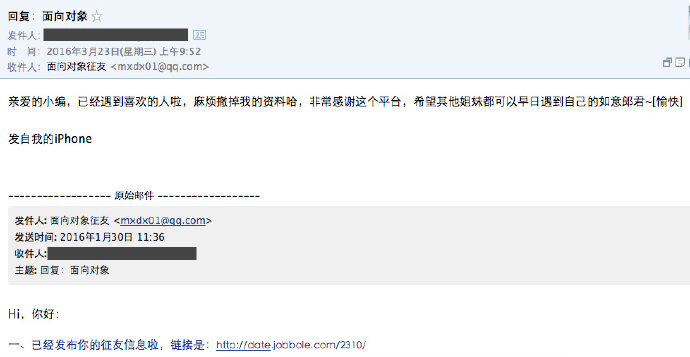 回复：面向对象☆
发件人：
时　间：2016年3月23日(星期三) 上午9:52
收件人：面向对象征友 <mxdx01@qq.com>
亲爱的小编，已经遇到喜欢的人啦，麻烦撤掉我的资料哈，非常感谢这个平台，希望其他姐妹都可以早日遇到自己的如意郎君~[愉快]
发自我的iPhone
------------------ 原始邮件 ------------------
发件人: 面向对象征友 <mxdx01@qq.com>
发送时间: 2016年1月30日 11:36
收件人:
主题: 回复：面向对象
Hi，你好：
一、已经发布你的征友信息啦，链接是：http://date.jobbole.com/2310/